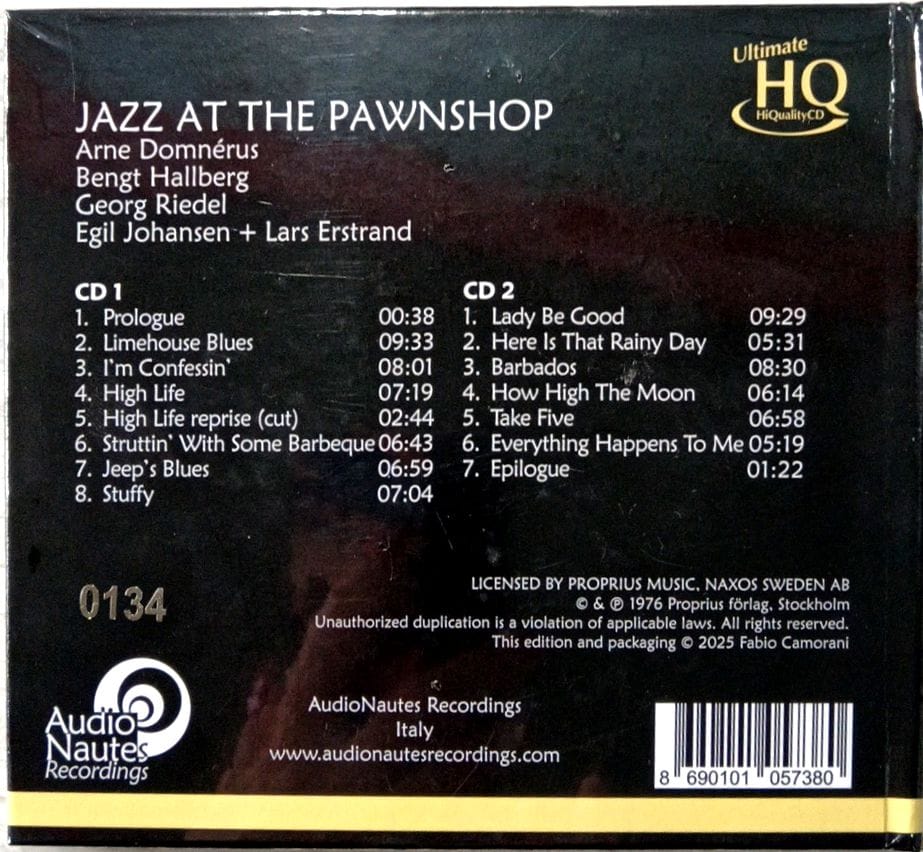 Ultimate
HQ
HiQualityCD
JAZZ AT THE PAWNSHOP
Arne Domnérus
Bengt Hallberg
Georg Riedel
Egil Johansen + Lars Erstrand
CD 1
1. Prologue 00:38
2. Limehouse Blues 09:33
3. I'm Confessin' 08:01
4. High Life 07:19
5. High Life reprise (cut) 02:44
6. Struttin' With Some Barbeque 06:43
7. Jeep's Blues 06:59
8. Stuffy 07:04
CD 2
1. Lady Be Good 09:29
2. Here Is That Rainy Day 05:31
3. Barbados 08:30
4. How High The Moon 06:14
5. Take Five 06:58
6. Everything Happens To Me 05:19
7. Epilogue 01:22
0134
LICENSED BY PROPRIUS MUSIC, NAXOS SWEDEN AB
© & ℗ 1976 Proprius förlag, Stockholm
Unauthorized duplication is a violation of applicable laws. All rights reserved.
This edition and packaging © 2025 Fabio Camorani
Audio
Nautes
Recordings
AudioNautes Recordings
Italy
www.audionautesrecordings.com
8 690101 057380